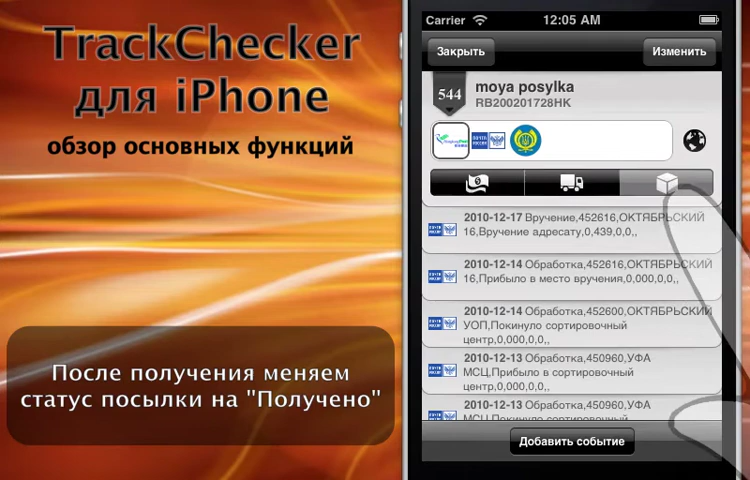 TrackChecker
для iPhone
обзор основных функций
После получения меняем
статус посылки на "Получено"
Carrier 12:05 AM
Закрыть Изменить
544 moya posylka
RB200201728HK
2010-12-17 Вручение,452616,ОКТЯБРЬСКИЙ
16,Вручение адресату,0,439,0,0,,
2010-12-14 Обработка,452616,ОКТЯБРЬСКИЙ
16,Прибыло в место вручения,0,000,0,0,,
2010-12-14 Обработка,452600,ОКТЯБРЬСКИЙ
УОП,Покинуло сортировочный
центр,0,000,0,0,,
2010-12-13 Обработка,450960,УФА
МСЦ,Прибыло в сортировочный
центр,0,000,0,0,,
2010-12-13 Обработка,450960,УФА
МСЦ,Покинуло сортировочный
Добавить событие